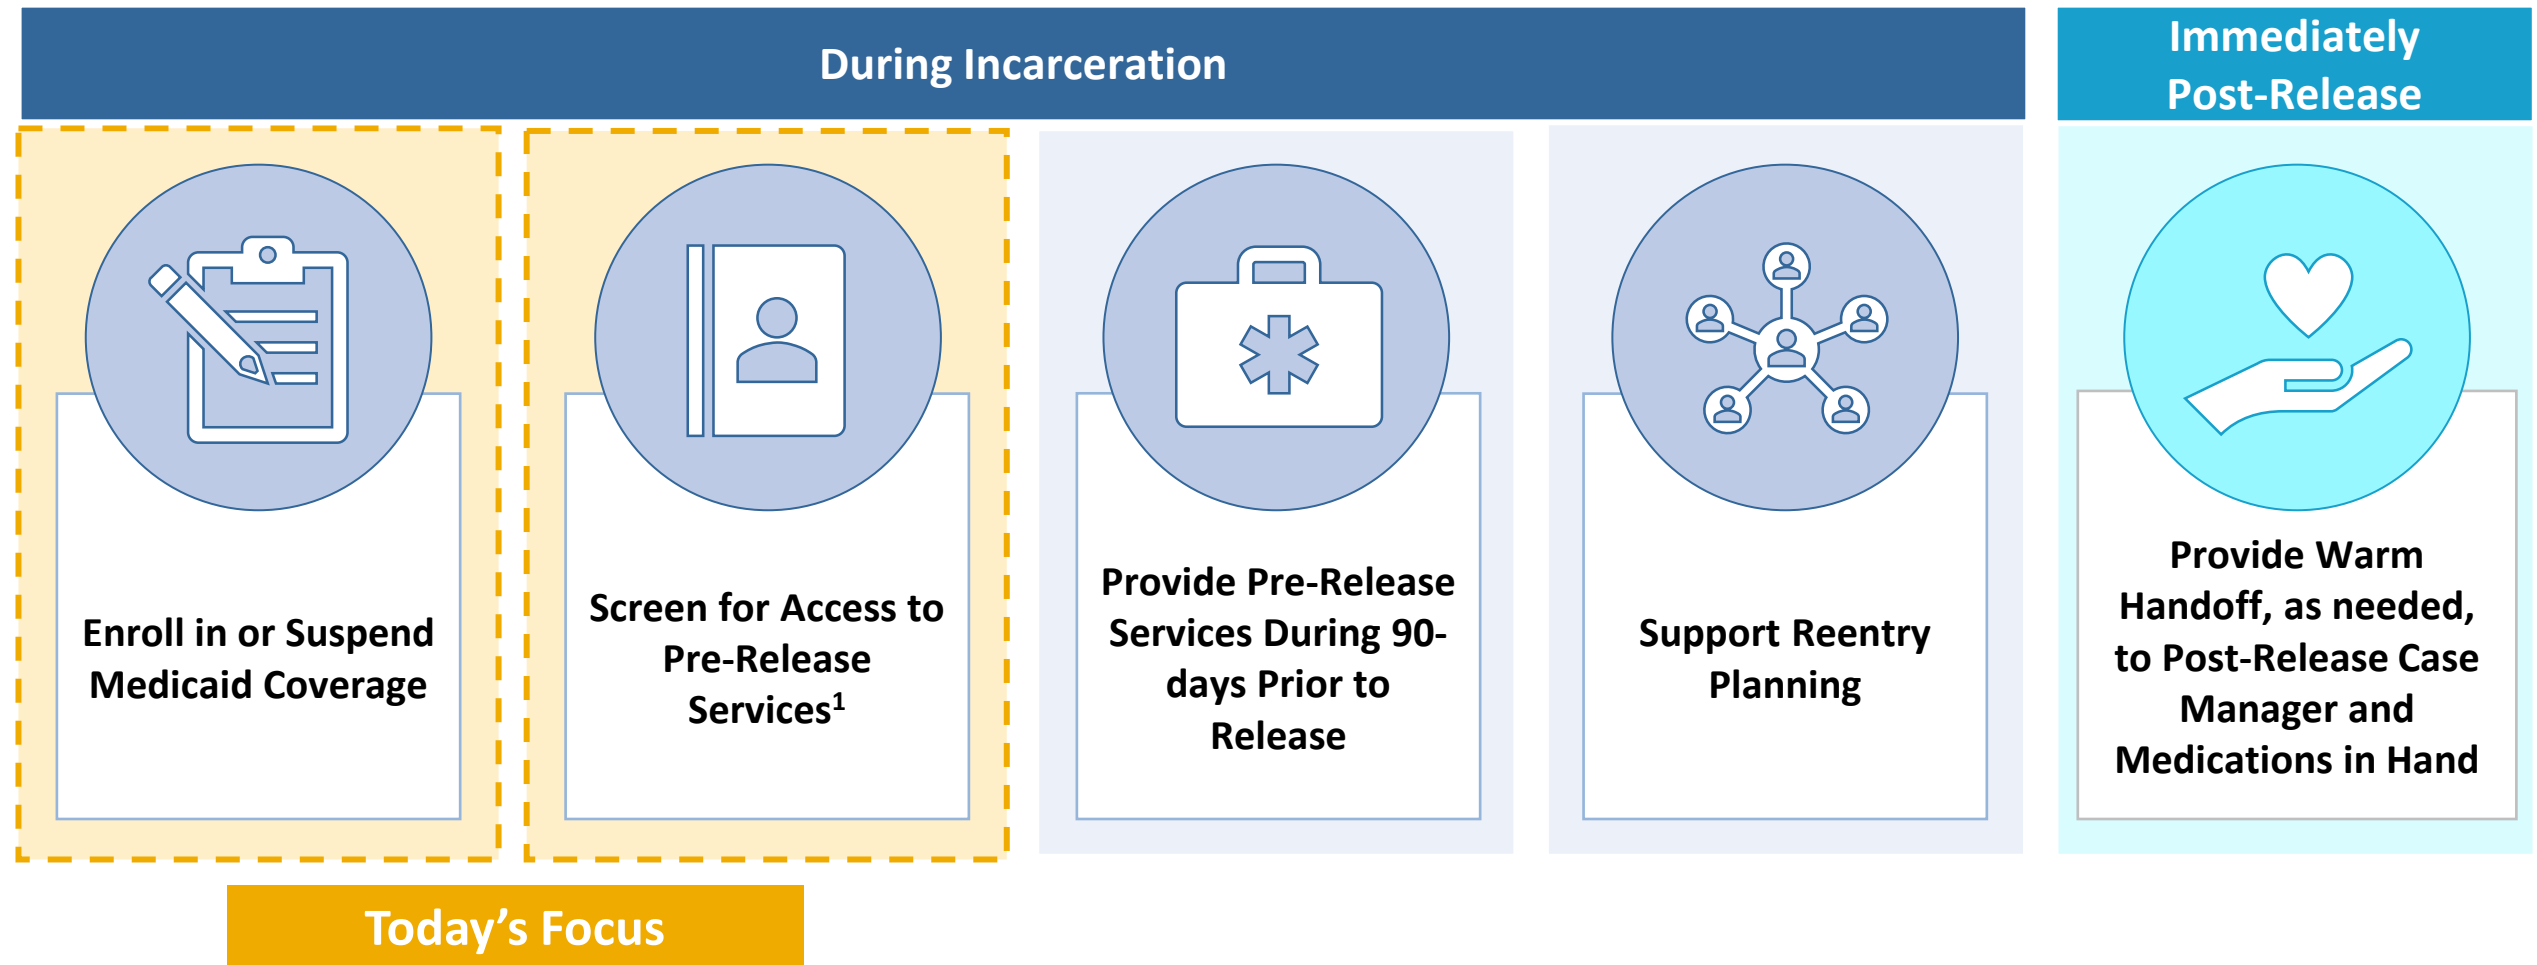 During Incarceration
Immediately
Post-Release
Enroll in or Suspend
Medicaid Coverage
Screen for Access to
Pre-Release
Services¹
Provide Pre-Release
Services During 90-
days Prior to
Release
Support Reentry
Planning
Provide Warm
Handoff, as needed,
to Post-Release Case
Manager and
Medications in Hand
Today’s Focus